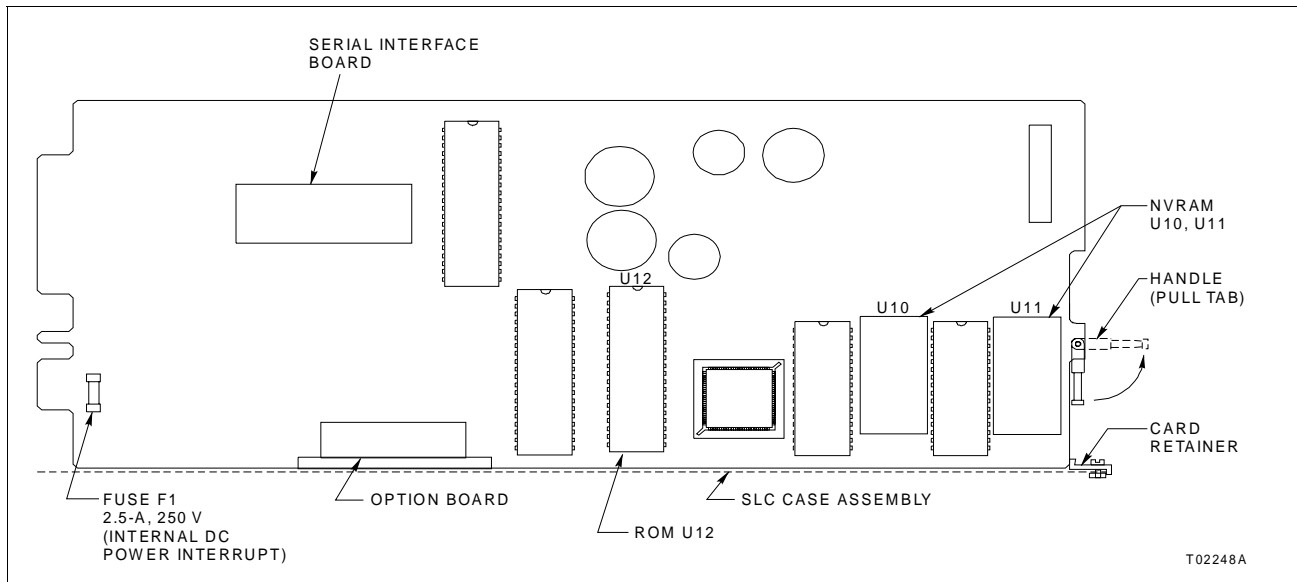 SERIAL INTERFACE
BOARD
NVRAM
U10, U11
U12
HANDLE
(PULL TAB)
U10
U11
CARD
RETAINER
FUSE F1
2.5-A, 250 V
(INTERNAL DC
POWER INTERRUPT)
OPTION BOARD
SLC CASE ASSEMBLY
ROM U12
T02248A